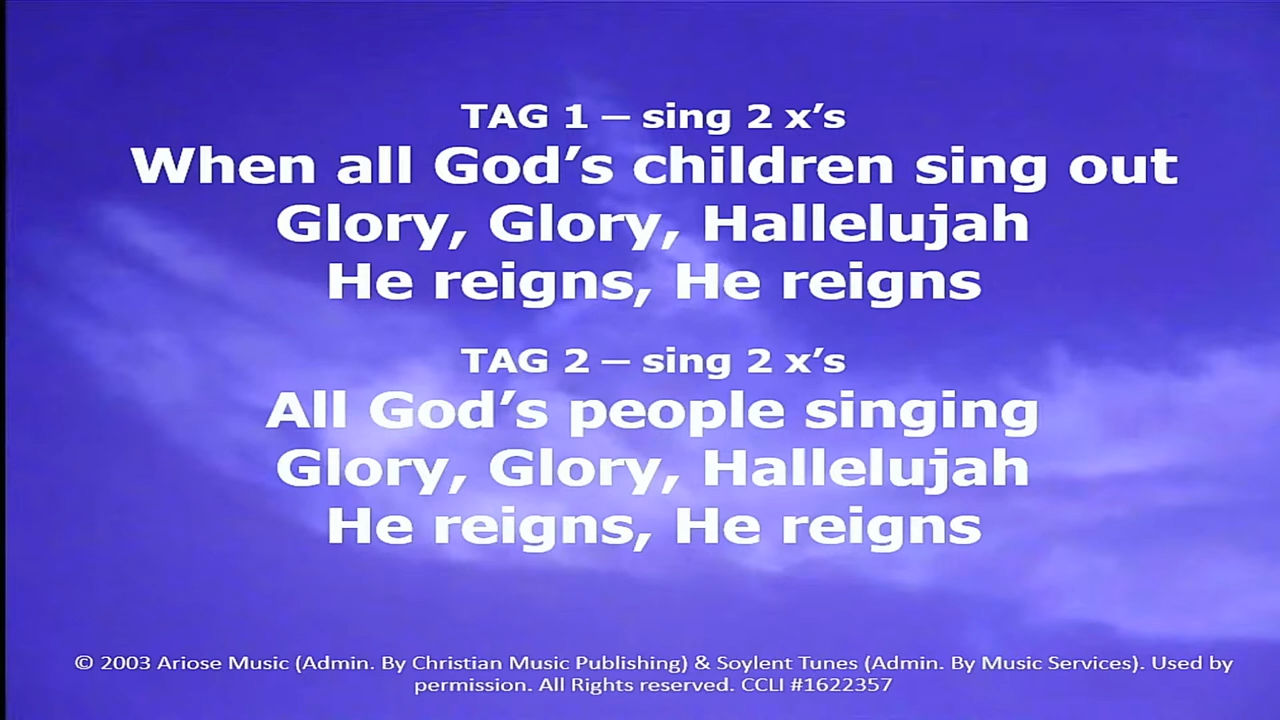 TAG 1 – sing 2 x’s
When all God’s children sing out
Glory, Glory, Hallelujah
He reigns, He reigns
TAG 2 – sing 2 x’s
All God’s people singing
Glory, Glory, Hallelujah
He reigns, He reigns
© 2003 Ariose Music (Admin. By Christian Music Publishing) & Soylent Tunes (Admin. By Music Services). Used by
permission. All Rights reserved. CCLI #1622357